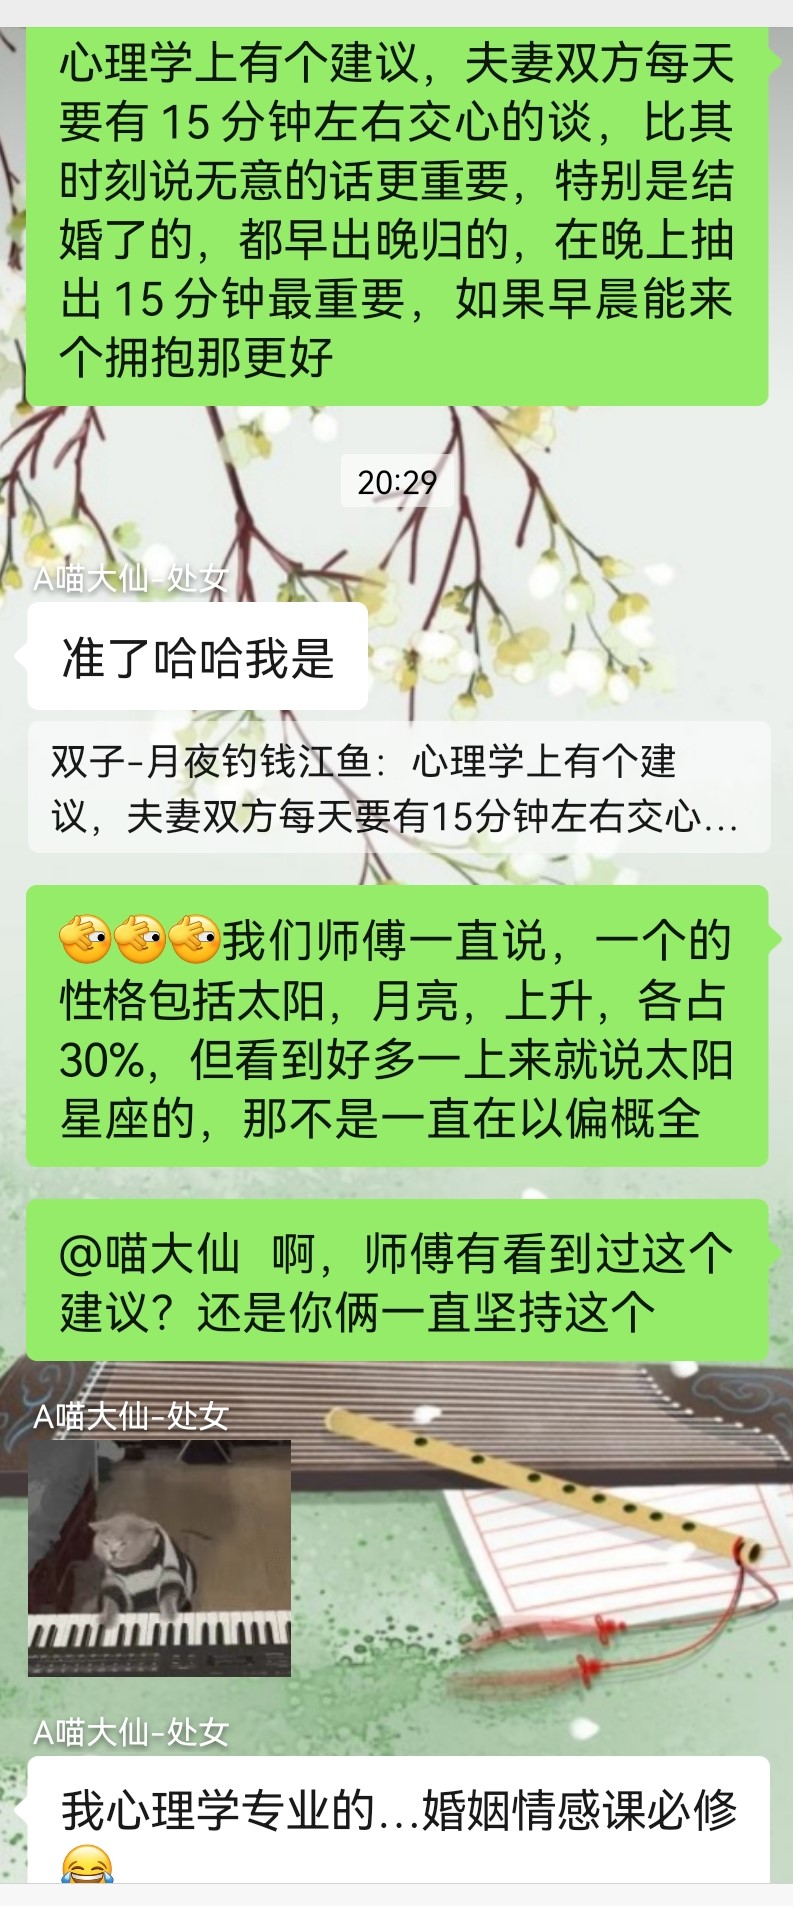 心理学上有个建议，夫妻双方每天
要有15分钟左右交心的谈，比其
时刻说无意的话更重要，特别是结
婚了的，都早出晚归的，在晚上抽
出15分钟最重要，如果早晨能来
个拥抱那更好
20:29
A喵大仙-处女
准了哈哈我是
双子-月夜钓钱江鱼：心理学上有个建
议，夫妻双方每天要有15分钟左右交心...
我们师傅一直说，一个的
性格包括太阳，月亮，上升，各占
30%，但看到好多一上来就说太阳
星座的，那不是一直在以偏概全
@喵大仙 啊，师傅有看到过这个
建议？还是你俩一直坚持这个
A喵大仙-处女
A喵大仙-处女
我心理学专业的...婚姻情感课必修